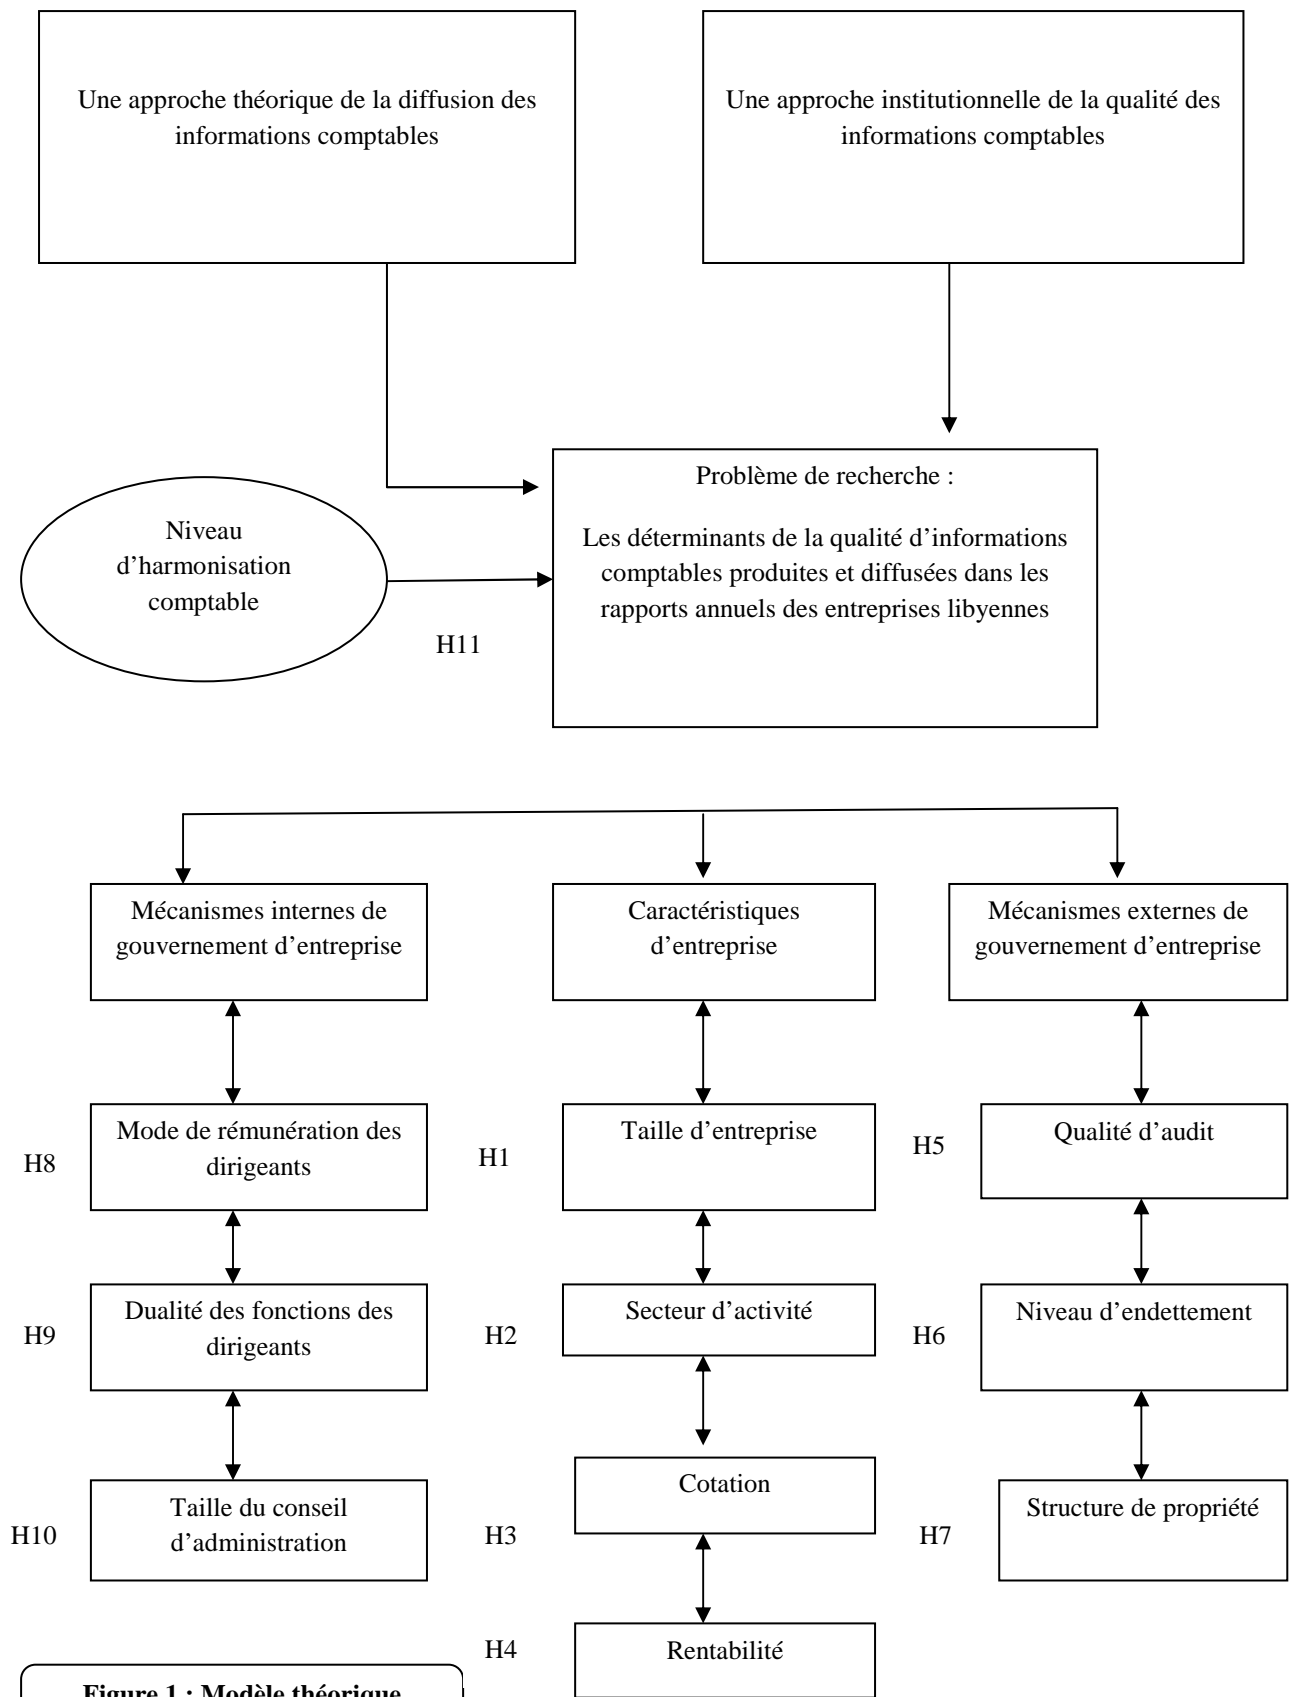 Une approche théorique de la diffusion des
informations comptables
Une approche institutionnelle de la qualité des
informations comptables
Niveau
d’harmonisation
comptable
H11
Problème de recherche :
Les déterminants de la qualité d’informations
comptables produites et diffusées dans les
rapports annuels des entreprises libyennes
Mécanismes internes de
gouvernement d’entreprise
Caractéristiques
d’entreprise
Mécanismes externes de
gouvernement d’entreprise
H8
Mode de rémunération des
dirigeants
H1
Taille d’entreprise
H5
Qualité d’audit
H9
Dualité des fonctions des
dirigeants
H2
Secteur d’activité
H6
Niveau d’endettement
H10
Taille du conseil
d’administration
H3
Cotation
H7
Structure de propriété
H4
Rentabilité
Figure 1 : Modèle théorique